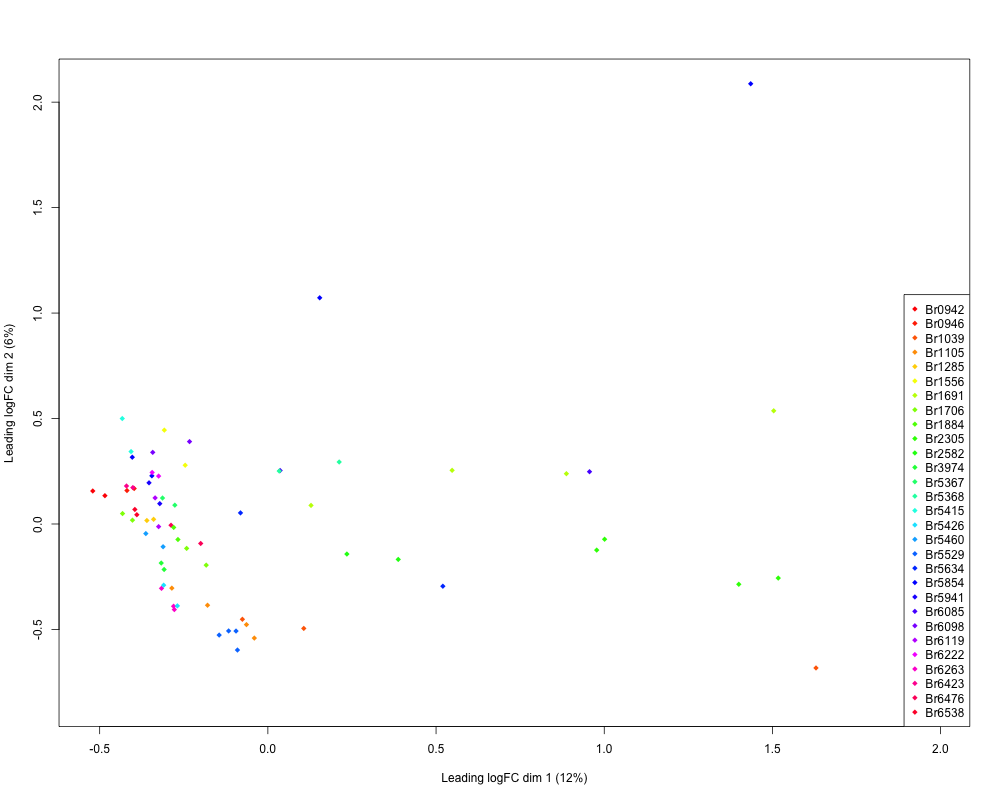 2.0
1.5
1.0
0.5
0.0
-0.5
Leading logFC dim 2 (6%)
Br0942
Br0946
Br1039
Br1105
Br1285
Br1556
Br1691
Br1706
Br1884
Br2305
Br2582
Br3974
Br5367
Br5368
Br5415
Br5426
Br5460
Br5529
Br5634
Br5854
Br5941
Br6085
Br6098
Br6119
Br6222
Br6263
Br6423
Br6476
Br6538
-0.5 0.0 0.5 1.0 1.5 2.0
Leading logFC dim 1 (12%)